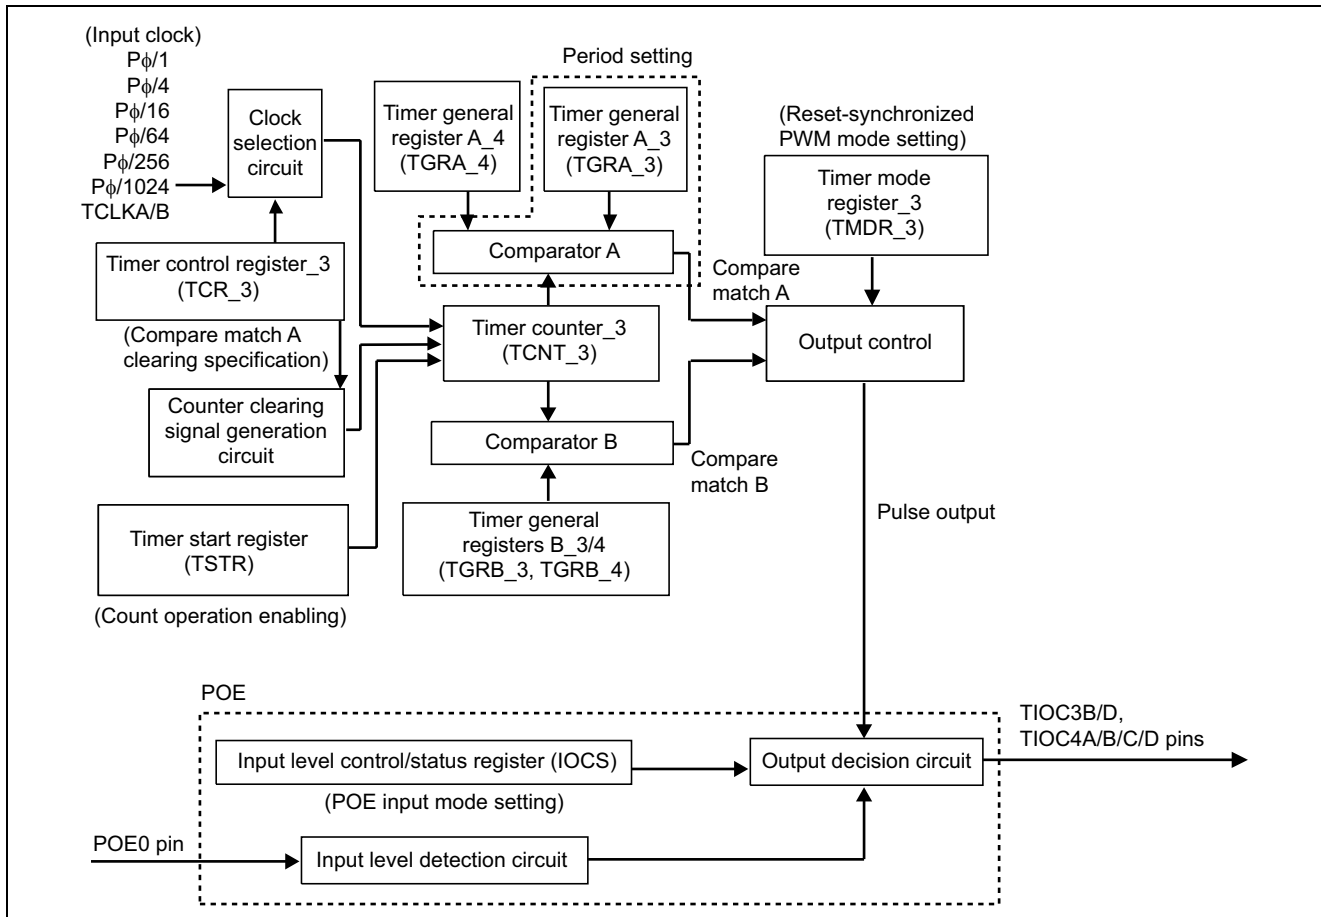 (Input clock)
Pϕ/1
Pϕ/4
Pϕ/16
Pϕ/64
Pϕ/256
Pϕ/1024
TCLKA/B
Clock
selection
circuit
Timer general
register A_4
(TGRA_4)
Period setting
Timer general
register A_3
(TGRA_3)
(Reset-synchronized
PWM mode setting)
Timer mode
register_3
(TMDR_3)
Timer control register_3
(TCR_3)
Comparator A
Compare
match A
(Compare match A
clearing specification)
Timer counter_3
(TCNT_3)
Output control
Counter clearing
signal generation
circuit
Comparator B
Compare
match B
Timer start register
(TSTR)
(Count operation enabling)
Timer general
registers B_3/4
(TGRB_3, TGRB_4)
Pulse output
POE
Input level control/status register (IOCS)
(POE input mode setting)
Output decision circuit
TIOC3B/D,
TIOC4A/B/C/D pins
POE0 pin
Input level detection circuit